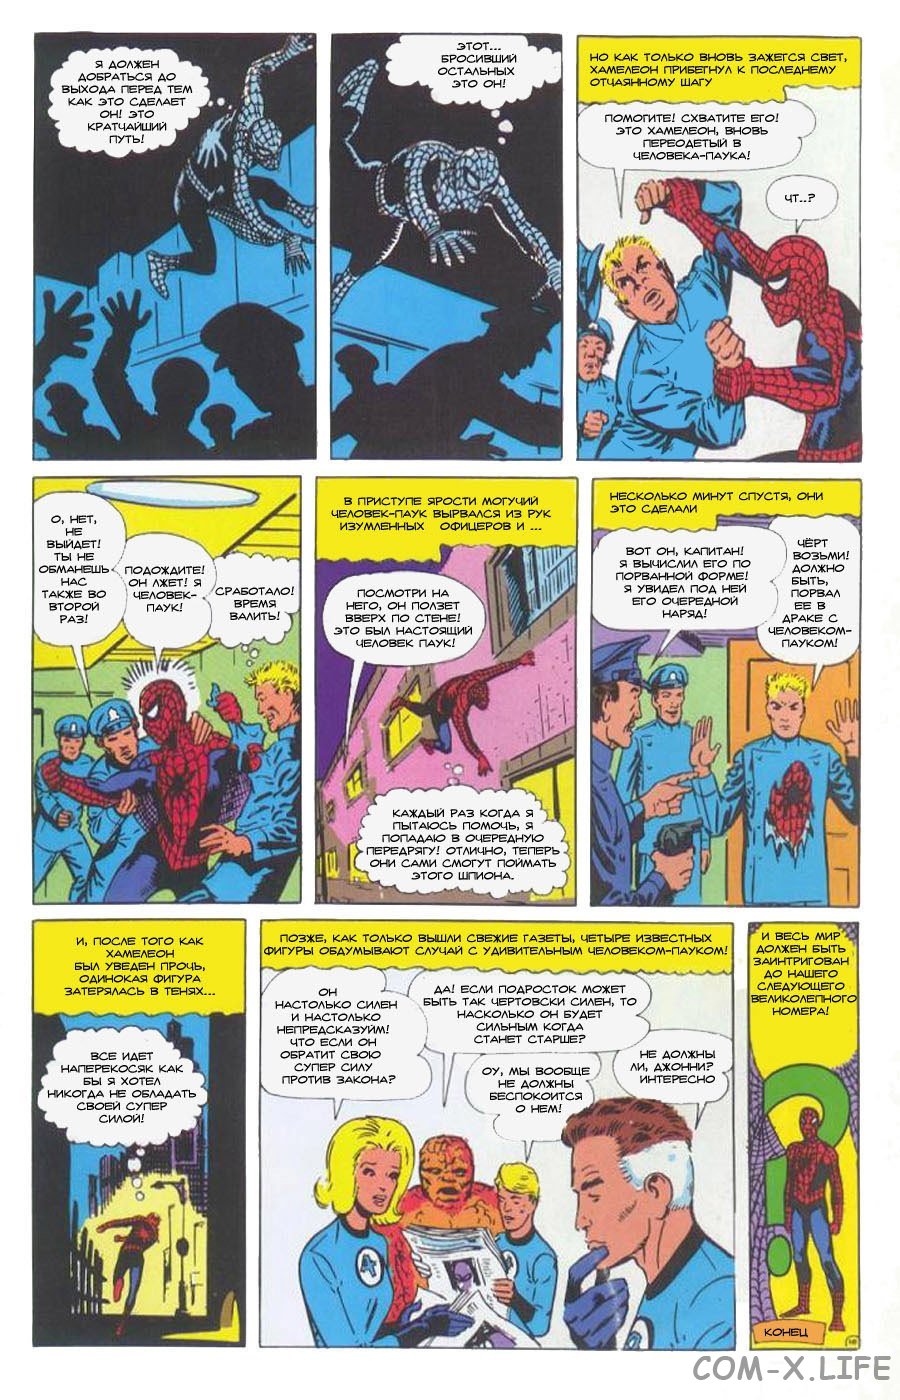 Я ДОЛЖЕН
ДОБРАТЬСЯ ДО
ВЫХОДА ПЕРЕД ТЕМ
КАК ЭТО СДЕЛАЕТ
ОН! ЭТО
КРАТЧАЙШИЙ
ПУТЬ!
ЭТОТ...
БРОСИВШИЙ
ОСТАЛЬНЫХ
ЭТО ОН!
НО КАК ТОЛЬКО ВНОВЬ ЗАЖЕГСЯ СВЕТ,
ХАМЕЛЕОН ПРИБЕГНУЛ К ПОСЛЕДНЕМУ
ОТЧАЯННОМУ ШАГУ
ПОМОГИТЕ! СХВАТИТЕ ЕГО!
ЭТО ХАМЕЛЕОН, ВНОВЬ
ПЕРЕОДЕТЫЙ В
ЧЕЛОВЕКА-ПАУКА!
ЧТ..?
О, НЕТ,
НЕ
ВЫЙДЕТ!
ТЫ НЕ
ОБМАНЕШЬ
НАС
ТАКЖЕ ВО
ВТОРОЙ
РАЗ!
ПОДОЖДИТЕ!
ОН ЛЖЕТ! Я
ЧЕЛОВЕК-
ПАУК!
СРАБОТАЛО!
ВРЕМЯ
ВАЛИТЬ!
В ПРИСТУПЕ ЯРОСТИ МОГУЧИЙ
ЧЕЛОВЕК-ПАУК ВЫРВАЛСЯ ИЗ РУК
ИЗУМЛЕННЫХ ОФИЦЕРОВ И ...
ПОСМОТРИ НА
НЕГО, ОН ПОЛЗЕТ
ВВЕРХ ПО СТЕНЕ!
ЭТО БЫЛ НАСТОЯЩИЙ
ЧЕЛОВЕК ПАУК!
КАЖДЫЙ РАЗ КОГДА Я
ПЫТАЮСЬ ПОМОЧЬ, Я
ПОПАДАЮ В ОЧЕРЕДНУЮ
ПЕРЕДРЯГУ! ОТЛИЧНО, ТЕПЕРЬ
ОНИ САМИ СМОГУТ ПОЙМАТЬ
ЭТОГО ШПИОНА.
НЕСКОЛЬКО МИНУТ СПУСТЯ, ОНИ
ЭТО СДЕЛАЛИ
ВОТ ОН, КАПИТАН!
Я ВЫЧИСЛИЛ ЕГО ПО
ПОРВАННОЙ ФОРМЕ!
Я УВИДЕЛ ПОД НЕЙ
ЕГО ОЧЕРЕДНОЙ
НАРЯД!
ЧЁРТ
ВОЗЬМИ!
ДОЛЖНО
БЫТЬ,
ПОРВАЛ
ЕЕ В
ДРАКЕ С
ЧЕЛОВЕКОМ-
ПАУКОМ!
И, ПОСЛЕ ТОГО КАК
ХАМЕЛЕОН
БЫЛ УВЕДЕН ПРОЧЬ,
ОДИНОКАЯ ФИГУРА
ЗАТЕРЯЛАСЬ В ТЕНЯХ...
ВСЕ ИДЕТ
НАПЕРЕКОСЯК КАК
БЫ Я ХОТЕЛ
НИКОГДА НЕ ОБЛАДАТЬ
СВОЕЙ СУПЕР
СИЛОЙ!
ПОЗЖЕ, КАК ТОЛЬКО ВЫШЛИ СВЕЖИЕ ГАЗЕТЫ, ЧЕТЫРЕ ИЗВЕСТНЫХ
ФИГУРЫ ОБДУМЫВАЮТ СЛУЧАЙ С УДИВИТЕЛЬНЫМ ЧЕЛОВЕКОМ-ПАУКОМ!
ОН
НАСТОЛЬКО СИЛЕН
И НАСТОЛЬКО
НЕПРЕДСКАЗУЙМ!
ЧТО ЕСЛИ ОН
ОБРАТИТ СВОЮ
СУПЕР СИЛУ
ПРОТИВ ЗАКОНА?
ДА! ЕСЛИ ПОДРОСТОК МОЖЕТ
БЫТЬ ТАК ЧЕРТОВСКИ СИЛЕН, ТО
НАСКОЛЬКО ОН БУДЕТ
СИЛЬНЫМ КОГДА
СТАНЕТ СТАРШЕ?
ОУ, МЫ ВООБЩЕ
НЕ ДОЛЖНЫ
БЕСПОКОИТСЯ
О НЕМ!
НЕ ДОЛЖНЫ
ЛИ, ДЖОННИ?
ИНТЕРЕСНО
4
И ВЕСЬ МИР
ДОЛЖЕН БЫТЬ
ЗАИНТРИГОВАН
ДО НАШЕГО
СЛЕДУЮЩЕГО
ВЕЛИКОЛЕПНОГО
НОМЕРА!
?
КОНЕЦ
10
COM-X.LIFE